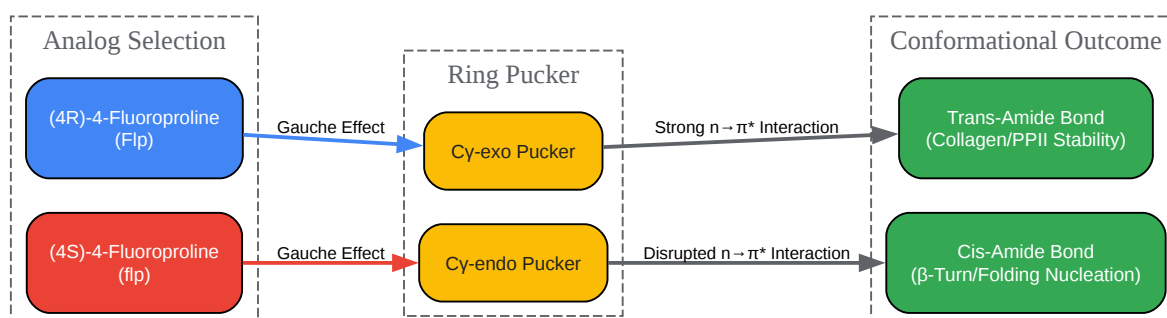 Analog Selection
Ring Pucker
Conformational Outcome
(4R)-4-Fluoroproline
(Flp)
Gauche Effect
Cγ-exo Pucker
Strong n→π* Interaction
Trans-Amide Bond
(Collagen/PPII Stability)
(4S)-4-Fluoroproline
(flp)
Gauche Effect
Cγ-endo Pucker
Disrupted n→π* Interaction
Cis-Amide Bond
(β-Turn/Folding Nucleation)